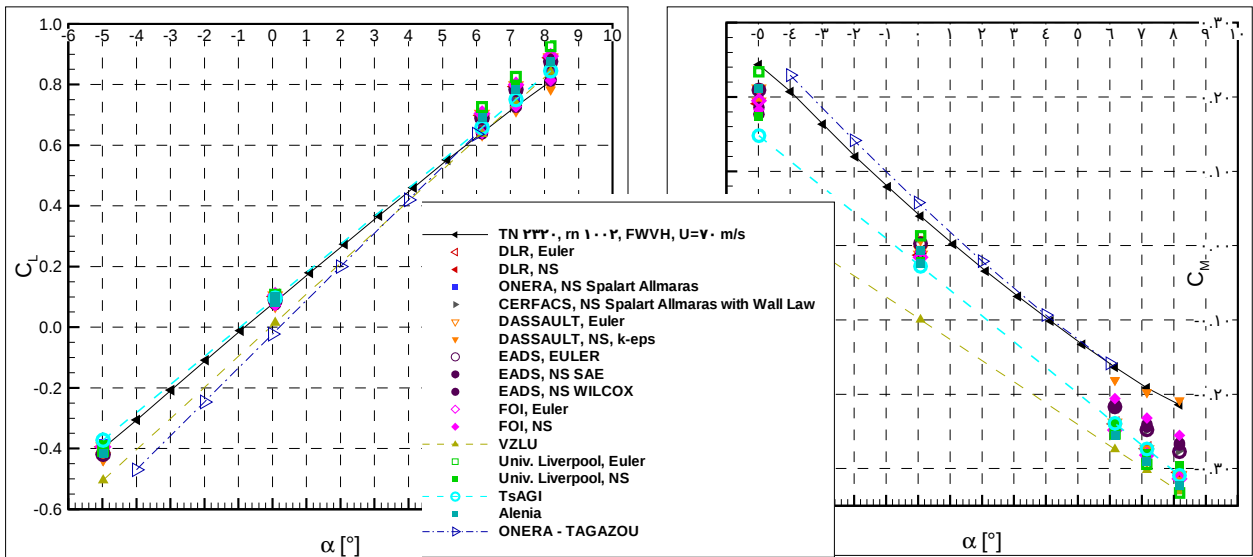 1.0
-6 -5 -4 -3 -2 -1 0 1 2 3 4 5 6 7 8 9
0.8
0.6
0.4
0.2
0.0
-0.2
-0.4
-0.6
C_L
α [°]
TN ٢٣٢٠, rn ١٠٠٢, FWVH, U=٧٠ m/s
DLR, Euler
DLR, NS
ONERA, NS Spalart Allmaras
CERFACS, NS Spalart Allmaras with Wall Law
DASSAULT, Euler
DASSAULT, NS, k-eps
EADS, EULER
EADS, NS SAE
EADS, NS WILCOX
FOI, Euler
FOI, NS
VZLU
Univ. Liverpool, Euler
Univ. Liverpool, NS
TsAGI
Alenia
ONERA - TAGAZOU
٠.٣٠
-٥ -٤ -٣ -٢ -١ ٠ ١ ٢ ٣ ٤ ٥ ٦ ٧ ٨ ٩ ١٠
٠.٢٠
٠.١٠
٠.٠٠
-٠.١٠
-٠.٢٠
-٠.٣٠
C_M
α [°]